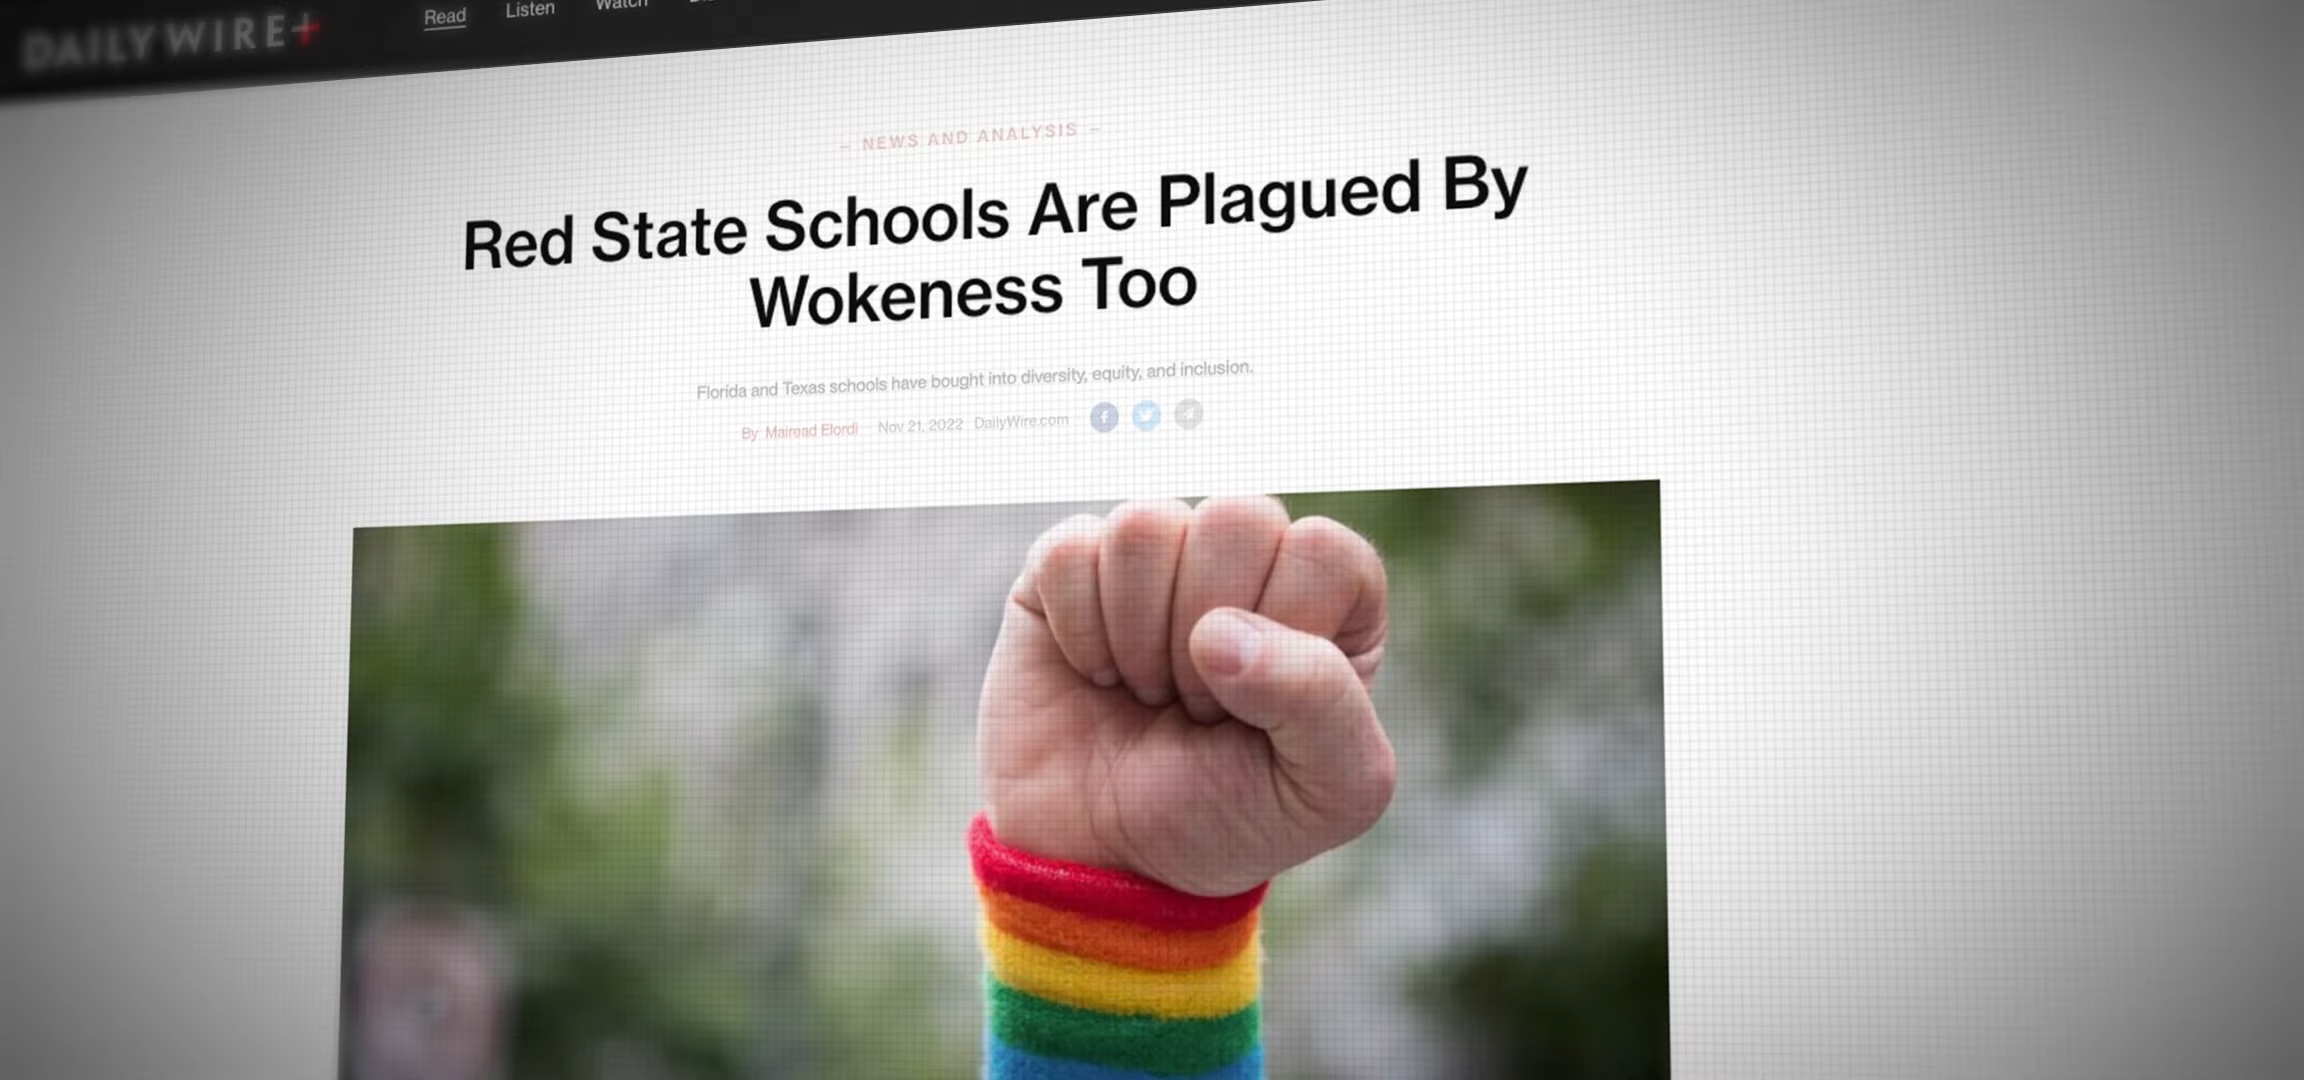 DAILYWIRE+
Read Listen Watch
– NEWS AND ANALYSIS –
Red State Schools Are Plagued By
Wokeness Too
Florida and Texas schools have bought into diversity, equity, and inclusion.
By Mairead Elordi Nov 21, 2022 DailyWire.com